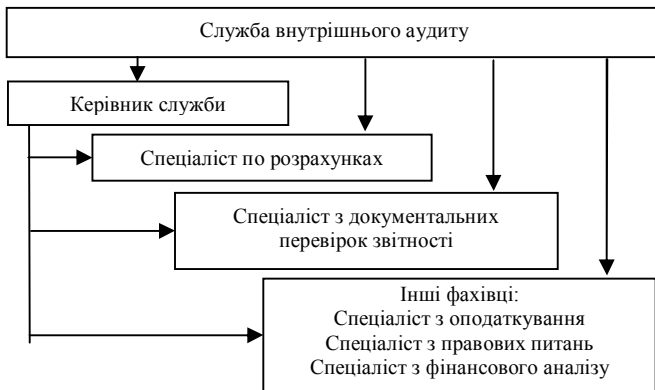 Служба внутрішнього аудиту
Керівник служби
Спеціаліст по розрахунках
Спеціаліст з документальних
перевірок звітності
Інші фахівці:
Спеціаліст з оподаткування
Спеціаліст з правових питань
Спеціаліст з фінансового аналізу